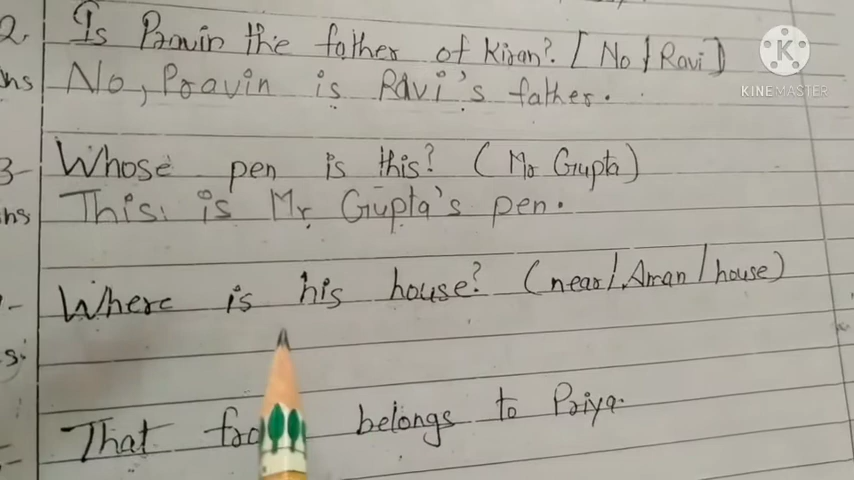 2. Is Pravin the father of Kiran? [ No / Ravi ]
ns No, Pravin is Ravi's father.
3- Whose pen is this? (Mr Gupta)
ns This is Mr. Gupta's pen.
Where is his house? (near / Aman / house)
s.
That belongs to Priya.
KINEMASTER